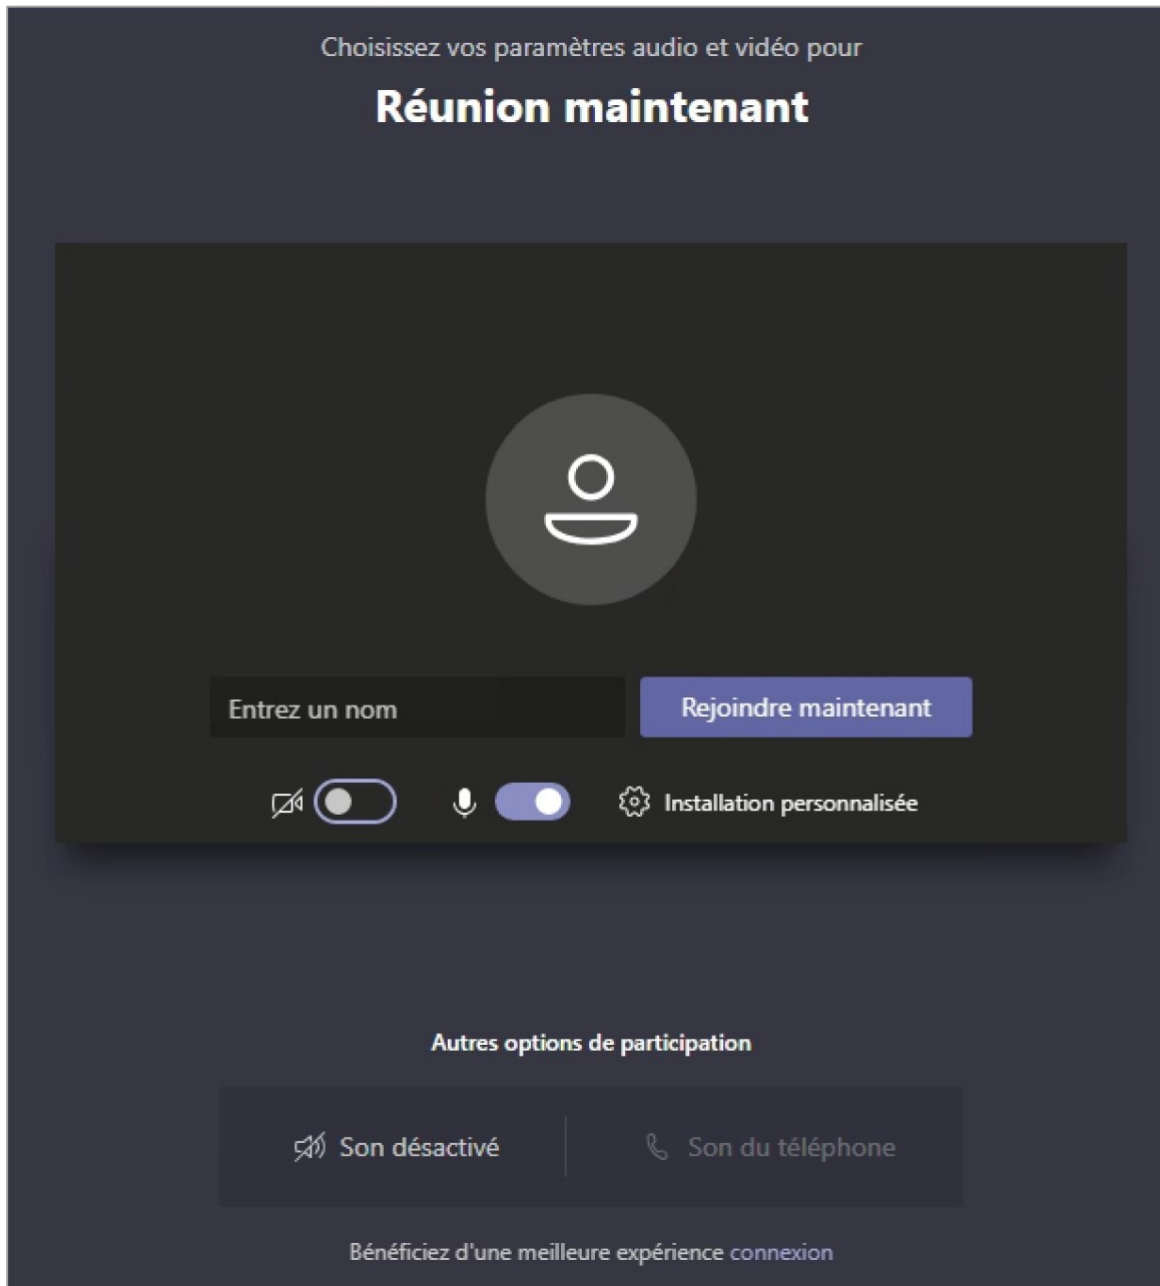 Choisissez vos paramètres audio et vidéo pour
Réunion maintenant
Entrez un nom
Rejoindre maintenant
Installation personnalisée
Autres options de participation
Son désactivé
Son du téléphone
Bénéficiez d'une meilleure expérience connexion